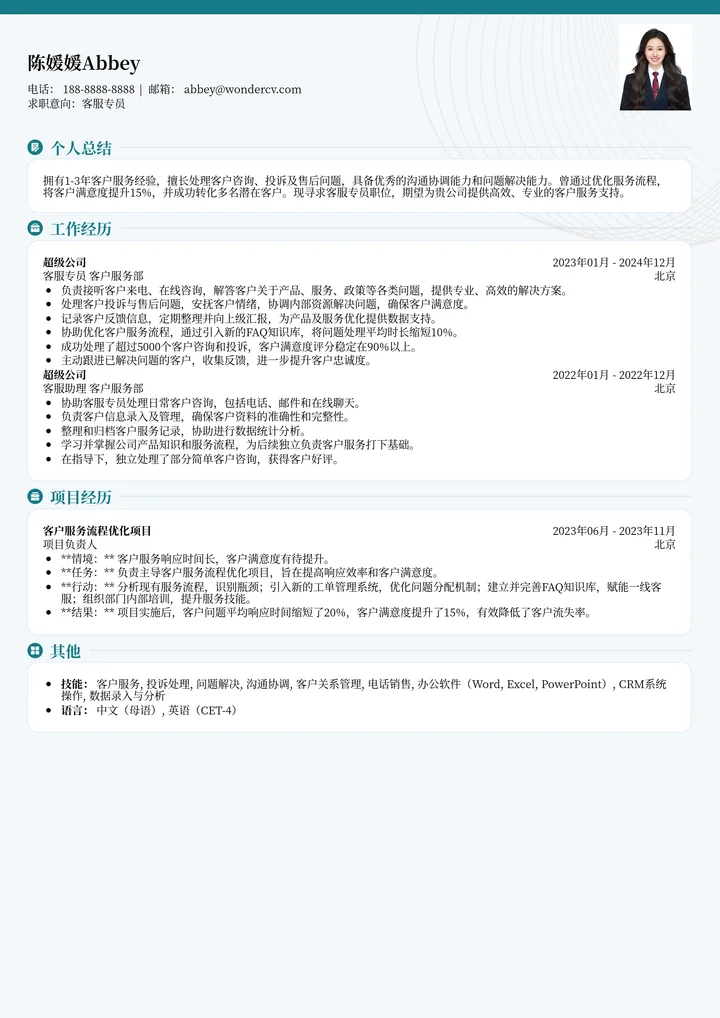 陈媛媛Abbey
电话： 188-8888-8888 | 邮箱： abbey@wondercv.com
求职意向：客服专员
个人总结
拥有1-3年客户服务经验，擅长处理客户咨询、投诉及售后问题，具备优秀的沟通协调能力和问题解决能力。曾通过优化服务流程，
将客户满意度提升15%，并成功转化多名潜在客户。现寻求客服专员职位，期望为贵公司提供高效、专业的客户服务支持。
工作经历
超级公司 2023年01月 - 2024年12月
客服专员 客户服务部 北京
• 负责接听客户来电、在线咨询，解答客户关于产品、服务、政策等各类问题，提供专业、高效的解决方案。
• 处理客户投诉与售后问题，安抚客户情绪，协调内部资源解决问题，确保客户满意度。
• 记录客户反馈信息，定期整理并向上级汇报，为产品及服务优化提供数据支持。
• 协助优化客户服务流程，通过引入新的FAQ知识库，将问题处理平均时长缩短10%。
• 成功处理了超过5000个客户咨询和投诉，客户满意度评分稳定在90%以上。
• 主动跟进已解决问题的客户，收集反馈，进一步提升客户忠诚度。
超级公司 2022年01月 - 2022年12月
客服助理 客户服务部 北京
• 协助客服专员处理日常客户咨询，包括电话、邮件和在线聊天。
• 负责客户信息录入及管理，确保客户资料的准确性和完整性。
• 整理和归档客户服务记录，协助进行数据统计分析。
• 学习并掌握公司产品知识和服务流程，为后续独立负责客户服务打下基础。
• 在指导下，独立处理了部分简单客户咨询，获得客户好评。
项目经历
客户服务流程优化项目 2023年06月 - 2023年11月
项目负责人 北京
• **情境：** 客户服务响应时间长，客户满意度有待提升。
• **任务：** 负责主导客户服务流程优化项目，旨在提高响应效率和客户满意度。
• **行动：** 分析现有服务流程，识别瓶颈；引入新的工单管理系统，优化问题分配机制；建立并完善FAQ知识库，赋能一线客
服；组织部门内部培训，提升服务技能。
• **结果：** 项目实施后，客户问题平均响应时间缩短了20%，客户满意度提升了15%，有效降低了客户流失率。
其他
• 技能： 客户服务, 投诉处理, 问题解决, 沟通协调, 客户关系管理, 电话销售, 办公软件（Word, Excel, PowerPoint）, CRM系统
操作, 数据录入与分析
• 语言： 中文（母语）, 英语（CET-4）